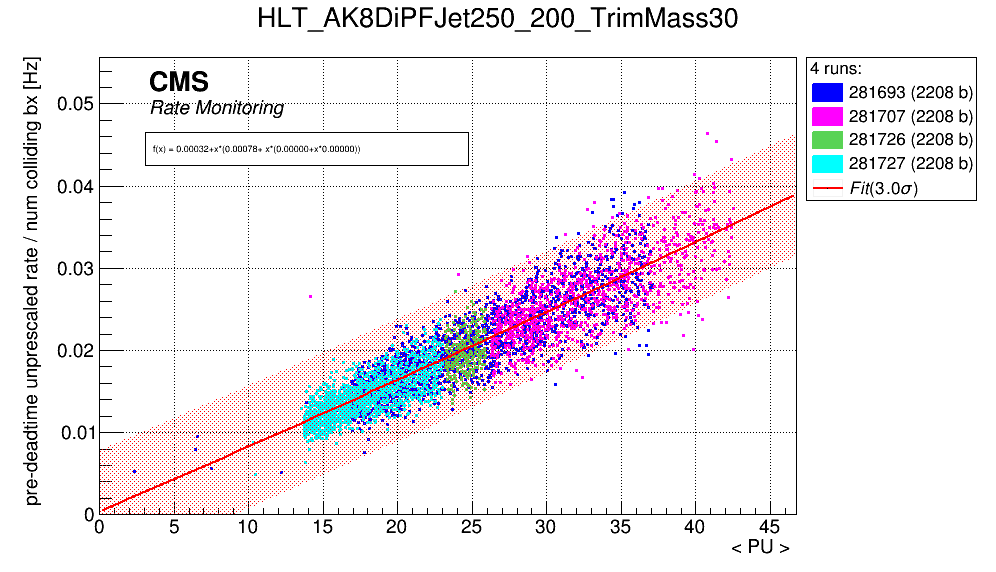 HLT_AK8DiPFJet250_200_TrimMass30
pre-deadtime unprescaled rate / num colliding bx [Hz]
CMS
Rate Monitoring
f(x) = 0.00032+x*(0.00078+ x*(0.00000+x*0.00000))
0.05
0.04
0.03
0.02
0.01
0
0 5 10 15 20 25 30 35 40 45
< PU >
4 runs:
281693 (2208 b)
281707 (2208 b)
281726 (2208 b)
281727 (2208 b)
Fit(3.0σ)